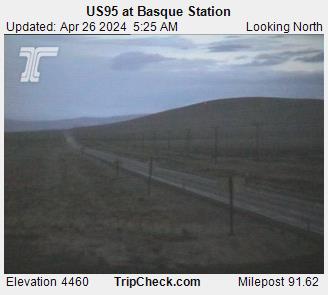 US95 at Basque Station
Updated: Apr 26 2024 5:25 AM Looking North
Elevation 4460 TripCheck.com Milepost 91.62